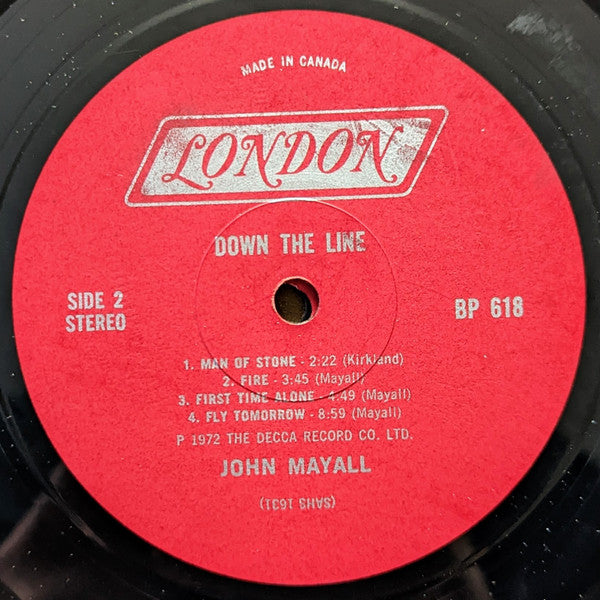 MADE IN CANADA
LONDON
DOWN THE LINE
SIDE 2
STEREO
BP 618
1. MAN OF STONE - 2:22 (Kirkland)
2. FIRE - 3:45 (Mayall)
3. FIRST TIME ALONE - 4:49 (Mayall)
4. FLY TOMORROW - 8:59 (Mayall)
P 1972 THE DECCA RECORD CO. LTD.
JOHN MAYALL
(SAHS 1631)